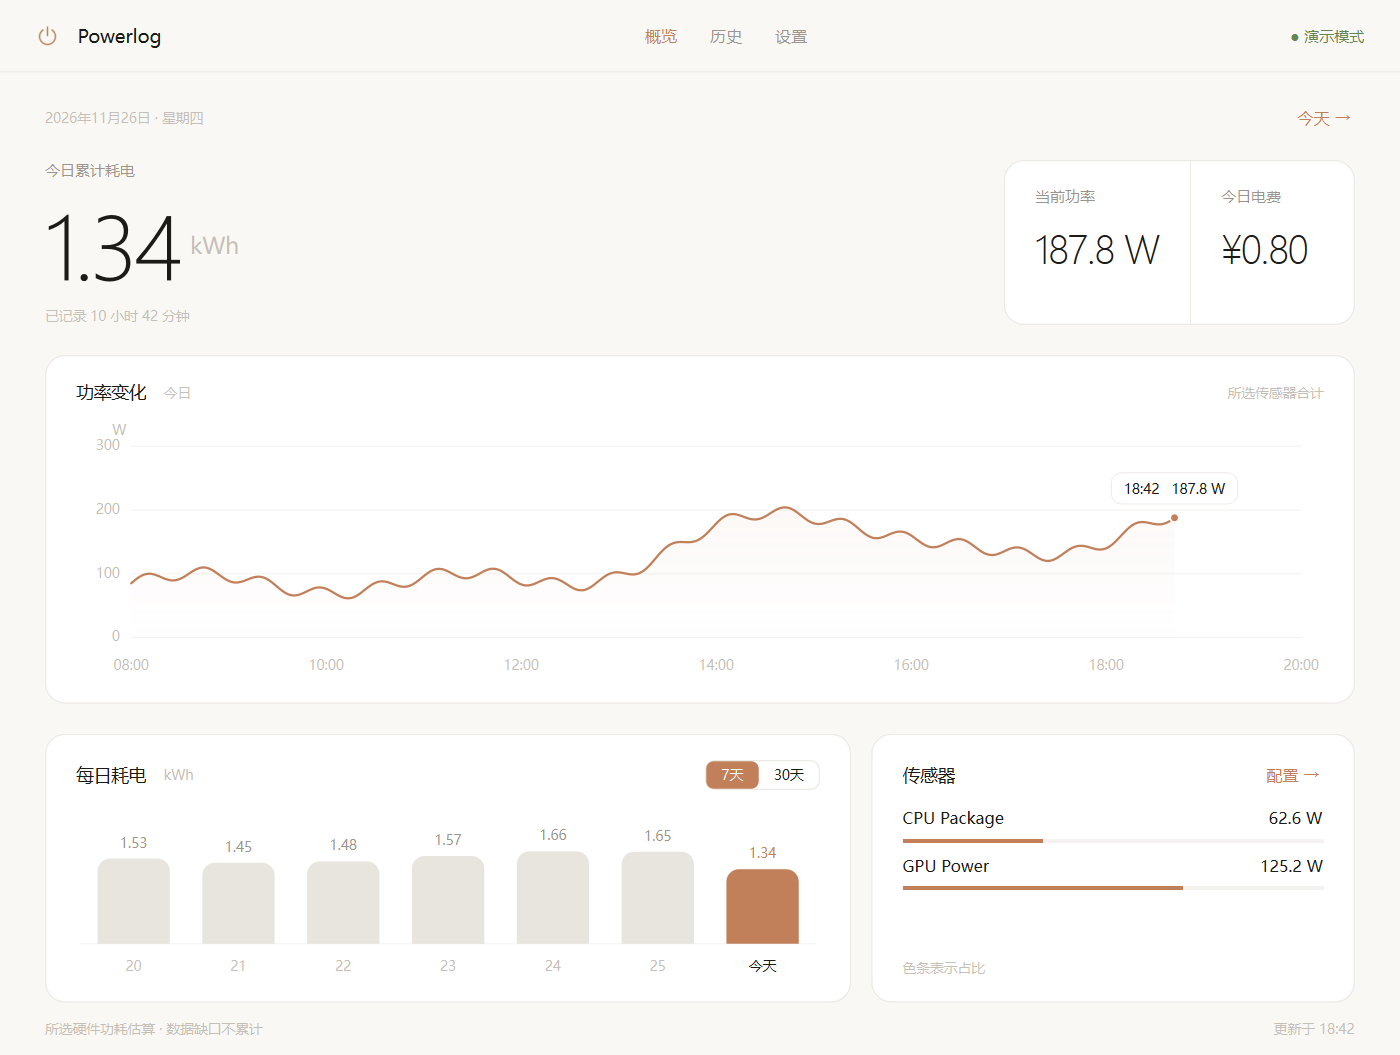 Powerlog
概览 历史 设置
演示模式
2026年11月26日 · 星期四
今天 →
今日累计耗电
1.34 kWh
已记录 10 小时 42 分钟
当前功率
187.8 W
今日电费
¥0.80
功率变化 今日
所选传感器合计
W
300
200
100
0
18:42 187.8 W
08:00 10:00 12:00 14:00 16:00 18:00 20:00
每日耗电 kWh
7天 30天
1.53 1.45 1.48 1.57 1.66 1.65 1.34
20 21 22 23 24 25 今天
传感器
配置 →
CPU Package 62.6 W
GPU Power 125.2 W
色条表示占比
所选硬件功耗估算 · 数据缺口不累计
更新于 18:42